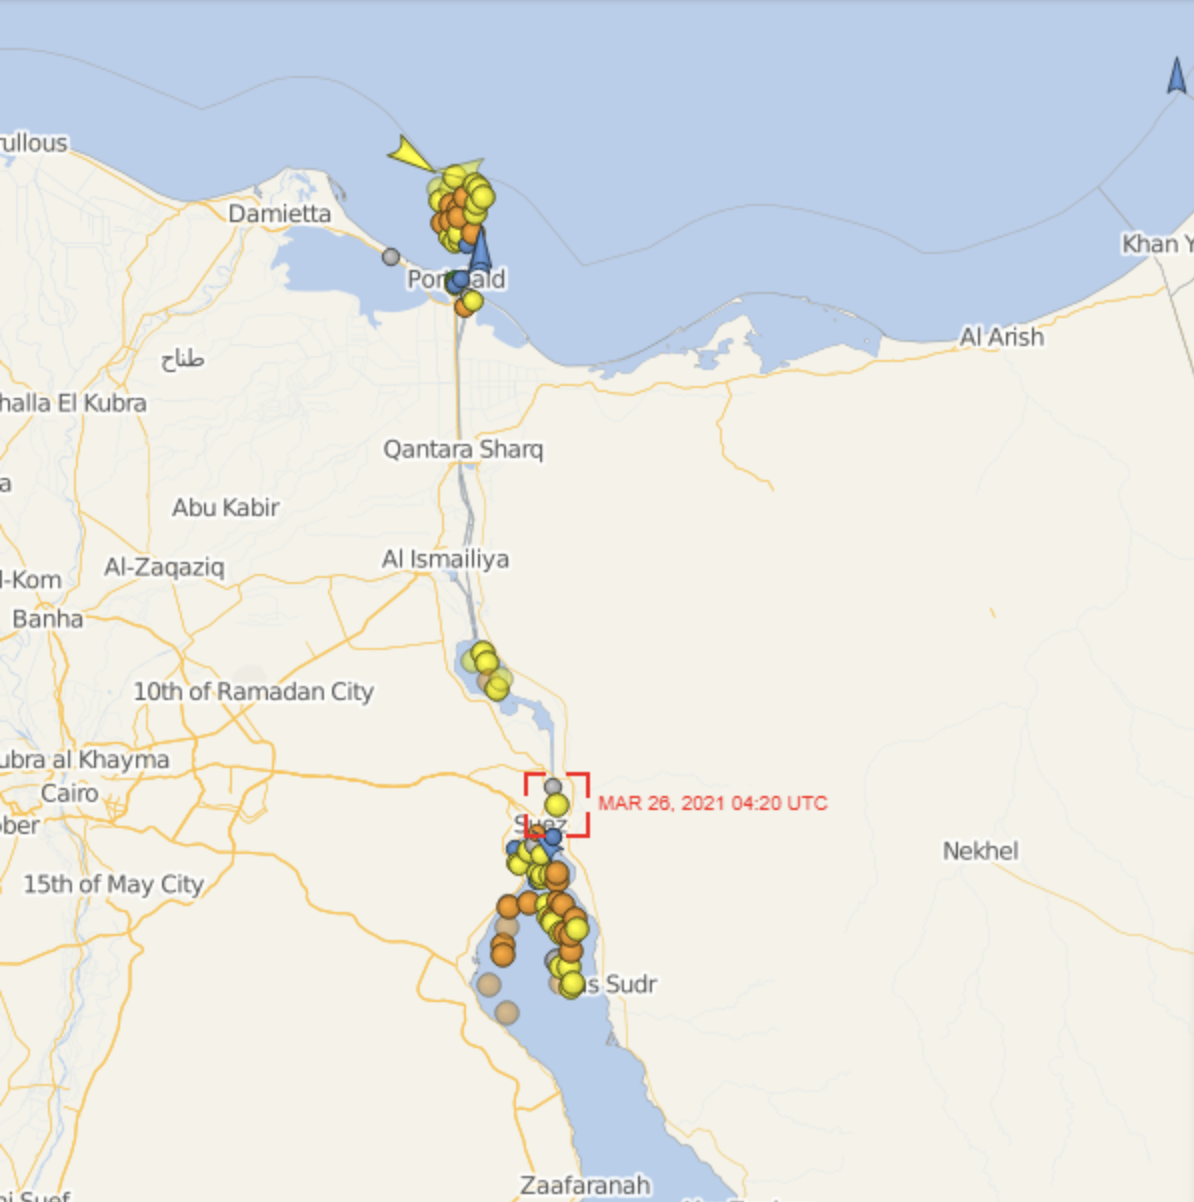 rullous
Damietta
Khan Y
Port Said
Al Arish
طناح
halla El Kubra
Qantara Sharq
a
Abu Kabir
Al Ismailiya
Al-Zaqaziq
l-Kom
Banha
10th of Ramadan City
ubra al Khayma
Cairo
MAR 26, 2021 04:20 UTC
ober
Suez
Nekhel
15th of May City
as Sudr
Zaafaranah
ni Suef